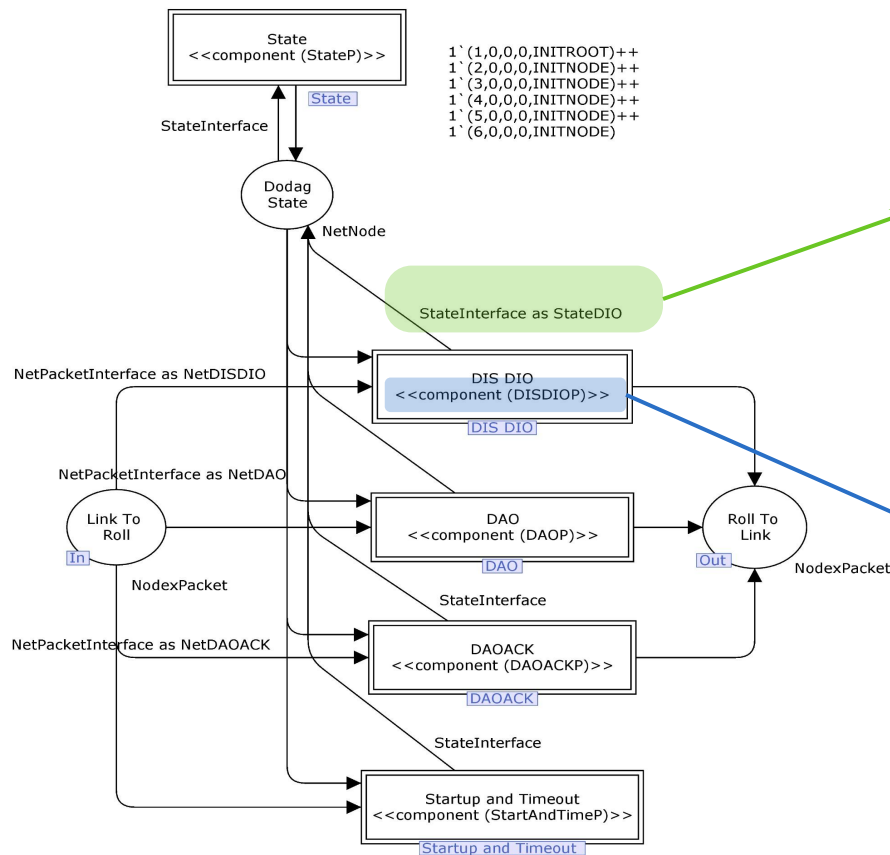 State
<<component (StateP)>>
State
1`(1,0,0,0,INITROOT)++
1`(2,0,0,0,INITNODE)++
1`(3,0,0,0,INITNODE)++
1`(4,0,0,0,INITNODE)++
1`(5,0,0,0,INITNODE)++
1`(6,0,0,0,INITNODE)
StateInterface
Dodag
State
NetNode
StateInterface as StateDIO
NetPacketInterface as NetDISDIO
DIS DIO
<<component (DISDIOP)>>
DIS DIO
NetPacketInterface as NetDAO
Link To
Roll
In
DAO
<<component (DAOP)>>
DAO
Roll To
Link
Out
NodexPacket
NodexPacket
StateInterface
NetPacketInterface as NetDAOACK
DAOACK
<<component (DAOACKP)>>
DAOACK
StateInterface
Startup and Timeout
<<component (StartAndTimeP)>>
Startup and Timeout